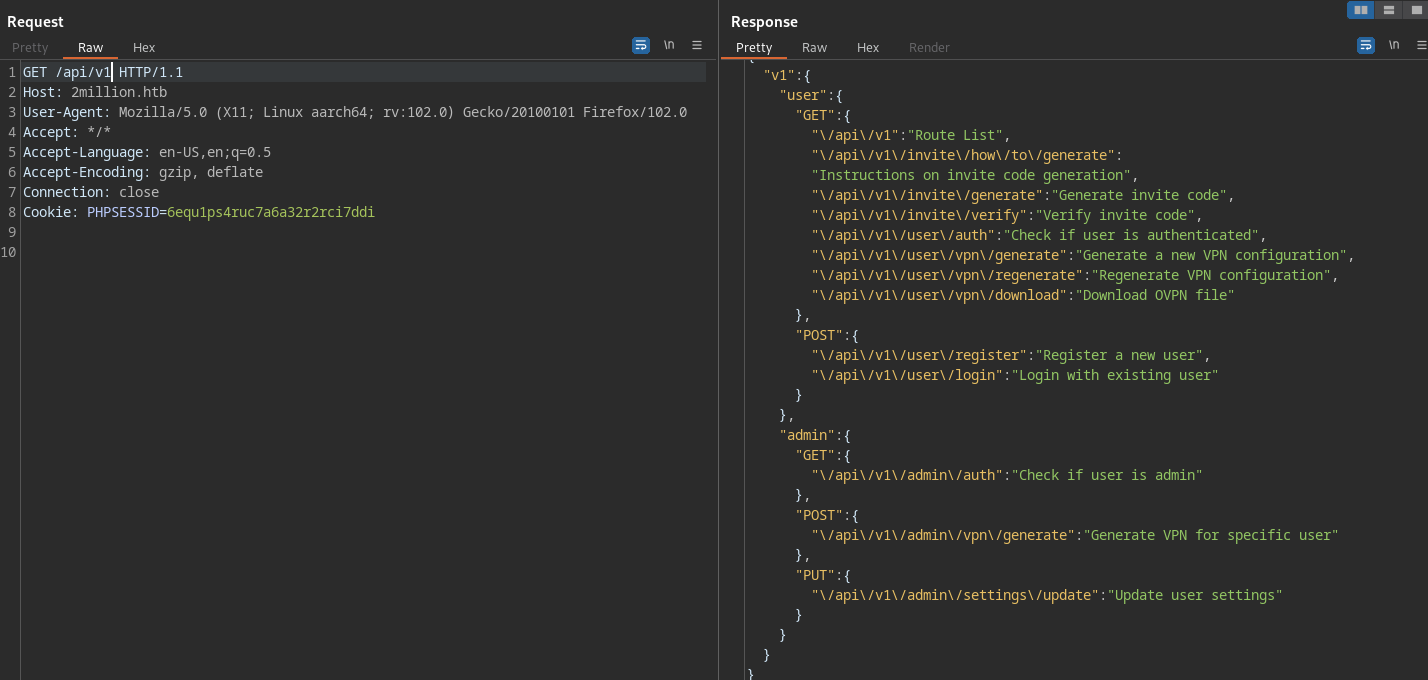 Request
Pretty Raw Hex
\n
1 GET /api/v1 HTTP/1.1
2 Host: 2million.htb
3 User-Agent: Mozilla/5.0 (X11; Linux aarch64; rv:102.0) Gecko/20100101 Firefox/102.0
4 Accept: */*
5 Accept-Language: en-US,en;q=0.5
6 Accept-Encoding: gzip, deflate
7 Connection: close
8 Cookie: PHPSESSID=6equ1ps4ruc7a6a32r2rci7ddi
9
10
Response
Pretty Raw Hex Render
\n
{
"v1":{
"user":{
"GET":{
"\/api\/v1":"Route List",
"\/api\/v1\/invite\/how\/to\/generate":
"Instructions on invite code generation",
"\/api\/v1\/invite\/generate":"Generate invite code",
"\/api\/v1\/invite\/verify":"Verify invite code",
"\/api\/v1\/user\/auth":"Check if user is authenticated",
"\/api\/v1\/user\/vpn\/generate":"Generate a new VPN configuration",
"\/api\/v1\/user\/vpn\/regenerate":"Regenerate VPN configuration",
"\/api\/v1\/user\/vpn\/download":"Download OVPN file"
},
"POST":{
"\/api\/v1\/user\/register":"Register a new user",
"\/api\/v1\/user\/login":"Login with existing user"
}
},
"admin":{
"GET":{
"\/api\/v1\/admin\/auth":"Check if user is admin"
},
"POST":{
"\/api\/v1\/admin\/vpn\/generate":"Generate VPN for specific user"
},
"PUT":{
"\/api\/v1\/admin\/settings\/update":"Update user settings"
}
}
}
}